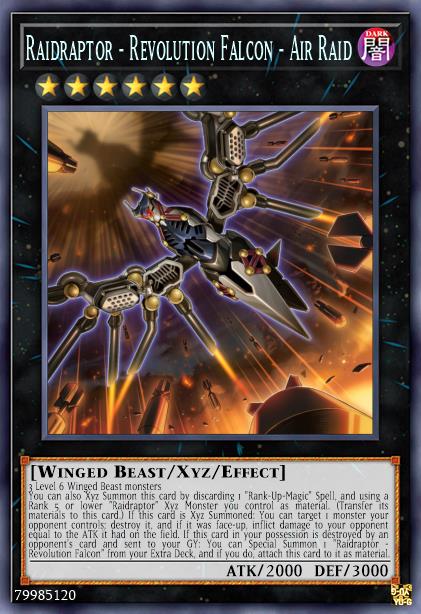 Raidraptor - Revolution Falcon - Air Raid
DARK
闇
[Winged Beast/Xyz/Effect]
3 Level 6 Winged Beast monsters
You can also Xyz Summon this card by discarding 1 "Rank-Up-Magic" Spell, and using a
Rank 5 or lower "Raidraptor" Xyz Monster you control as material. (Transfer its
materials to this card.) If this card is Xyz Summoned: You can target 1 monster your
opponent controls; destroy it, and if it was face-up, inflict damage to your opponent
equal to the ATK it had on the field. If this card in your possession is destroyed by an
opponent's card and sent to your GY: You can Special Summon 1 "Raidraptor -
Revolution Falcon" from your Extra Deck, and if you do, attach this card to it as material.
ATK/2000 DEF/3000
79985120